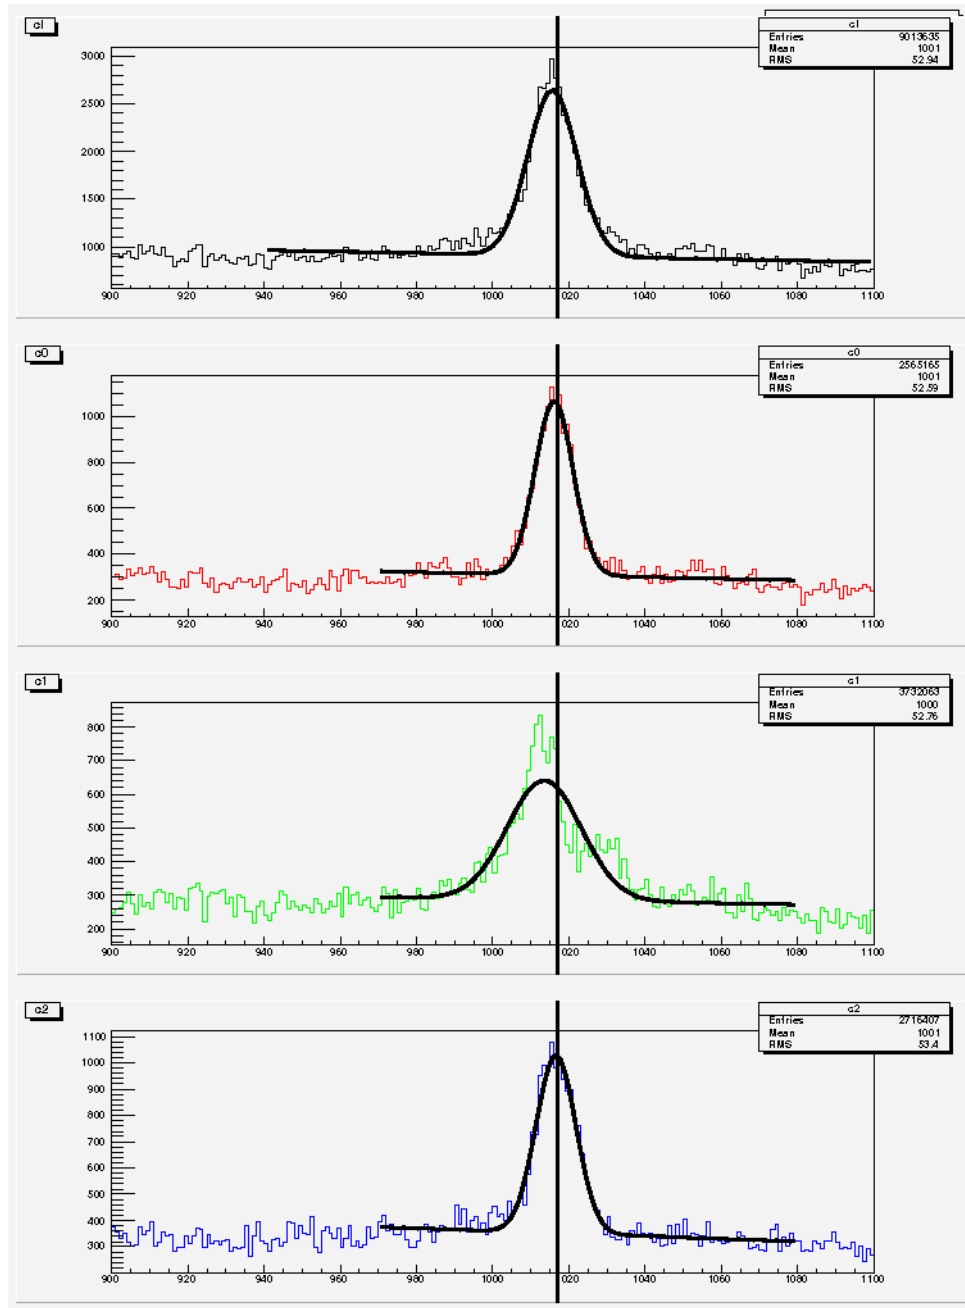 cl
cl
Entries 9013635
Mean 1001
RMS 52.94
3000
2500
2000
1500
1000
900 920 940 960 980 1000 020 1040 1060 1080 1100
c0
c0
Entries 2565165
Mean 1001
RMS 52.59
1000
800
600
400
200
900 920 940 960 980 1000 020 1040 1060 1080 1100
c1
c1
Entries 3732063
Mean 1000
RMS 52.76
800
700
600
500
400
300
200
900 920 940 960 980 1000 020 1040 1060 1080 1100
c2
c2
Entries 2716407
Mean 1001
RMS 53.4
1100
1000
900
800
700
600
500
400
300
900 920 940 960 980 1000 020 1040 1060 1080 1100